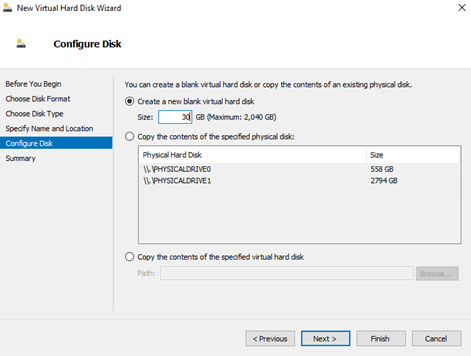 New Virtual Hard Disk Wizard
Configure Disk
Before You Begin
Choose Disk Format
Choose Disk Type
Specify Name and Location
Configure Disk
Summary
You can create a blank virtual hard disk or copy the contents of an existing physical disk.
Create a new blank virtual hard disk
Size: 30 GB (Maximum: 2,040 GB)
Copy the contents of the specified physical disk:
Physical Hard Disk Size
\\.\PHYSICALDRIVE0 558 GB
\\.\PHYSICALDRIVE1 2794 GB
Copy the contents of the specified virtual hard disk
Path: Browse...
< Previous Next > Finish Cancel